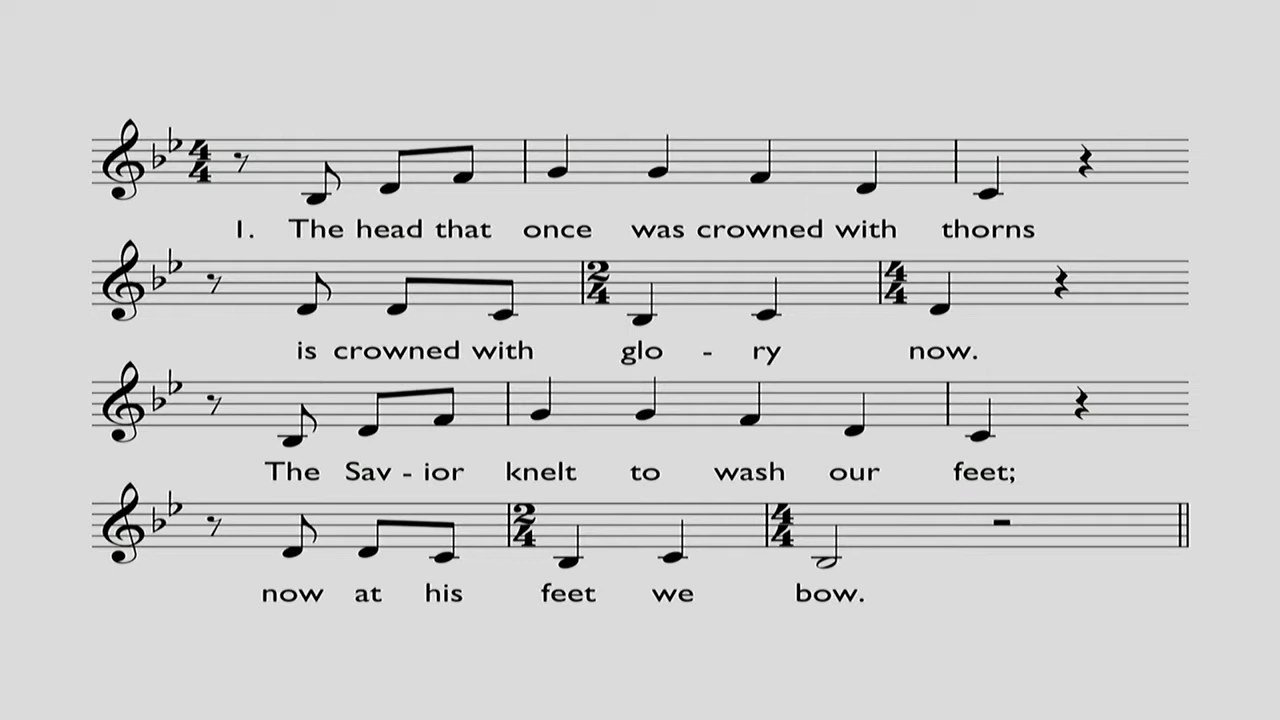 1. The head that once was crowned with thorns
is crowned with glo - ry now.
The Sav - ior knelt to wash our feet;
now at his feet we bow.